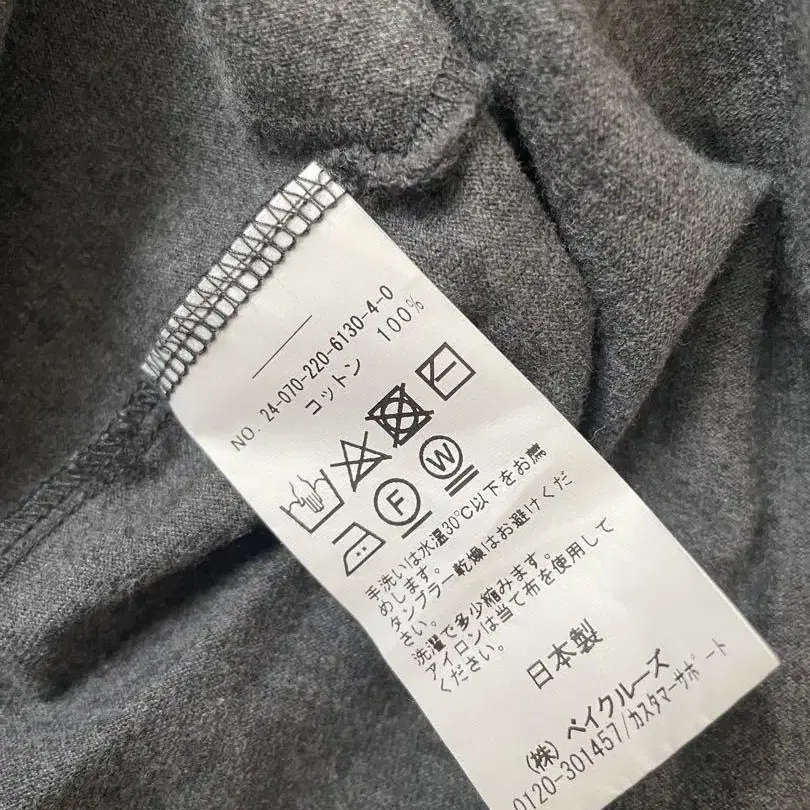 NO. 24-070-220-6130-4-0
コットン 100%
F W
手洗いは水温30℃以下をお薦
めします。
タンブラー乾燥はお避けくだ
さい。
洗濯で多少縮みます。
アイロンは当て布を使用して
ください。
日本製
(株) ベイクルーズ
0120-301457/カスタマーサポート